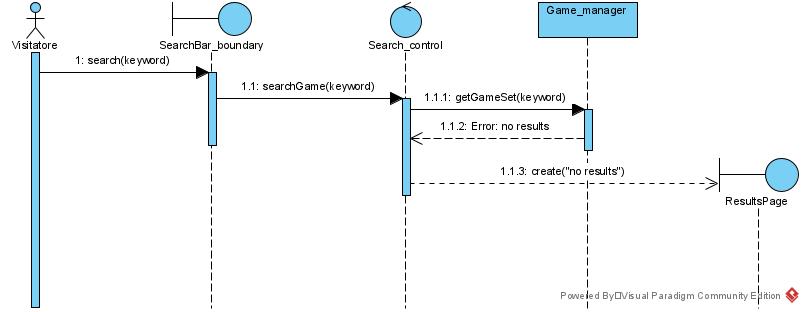 Visitatore
SearchBar_boundary
Search_control
Game_manager
1: search(keyword)
1.1: searchGame(keyword)
1.1.1: getGameSet(keyword)
1.1.2: Error: no results
1.1.3: create("no results")
ResultsPage
Powered By Visual Paradigm Community Edition